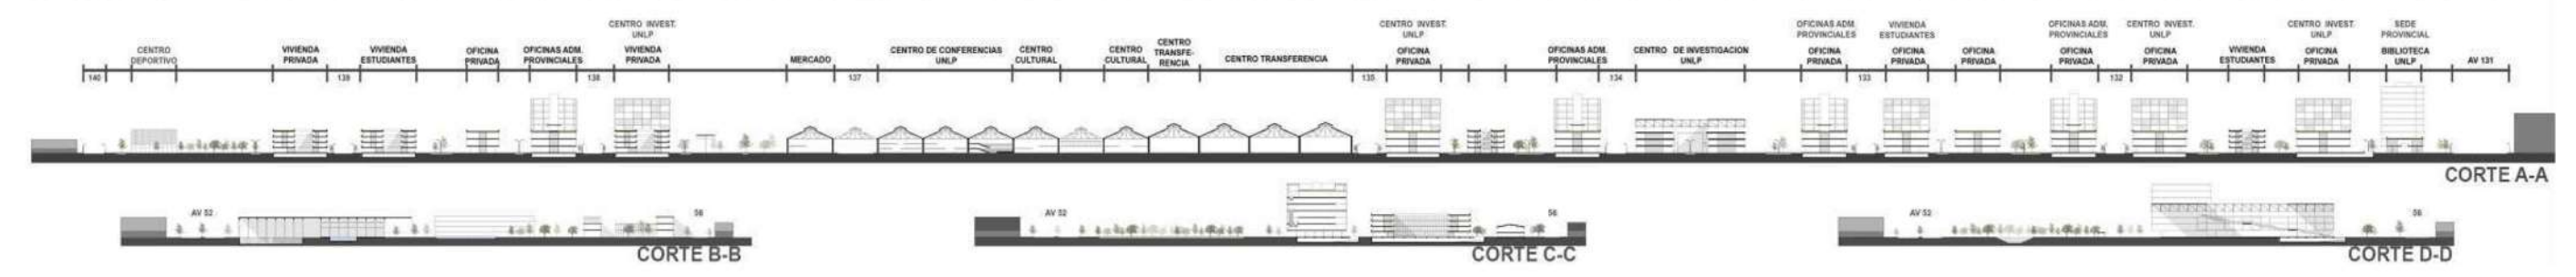 CENTRO INVEST.
UNLP
CENTRO INVEST.
UNLP
OFICINAS ADM.
PROVINCIALES
VIVIENDA
ESTUDIANTES
OFICINAS ADM.
PROVINCIALES
CENTRO INVEST.
UNLP
CENTRO INVEST.
UNLP
SEDE
PROVINCIAL
CENTRO
DEPORTIVO
VIVIENDA
PRIVADA
VIVIENDA
ESTUDIANTES
OFICINA
PRIVADA
OFICINAS ADM.
PROVINCIALES
VIVIENDA
PRIVADA
MERCADO
CENTRO DE CONFERENCIAS
UNLP
CENTRO
CULTURAL
CENTRO
CULTURAL
CENTRO
TRANSFE-
RENCIA
CENTRO TRANSFERENCIA
OFICINA
PRIVADA
OFICINAS ADM.
PROVINCIALES
CENTRO DE INVESTIGACION
UNLP
OFICINA
PRIVADA
OFICINA
PRIVADA
OFICINA
PRIVADA
OFICINA
PRIVADA
OFICINA
PRIVADA
VIVIENDA
ESTUDIANTES
OFICINA
PRIVADA
BIBLIOTECA
UNLP
AV 131
140 139 138 137 135 134 133 132
CORTE A-A
AV 52 56
CORTE B-B
AV 52 56
CORTE C-C
AV 52 56
CORTE D-D